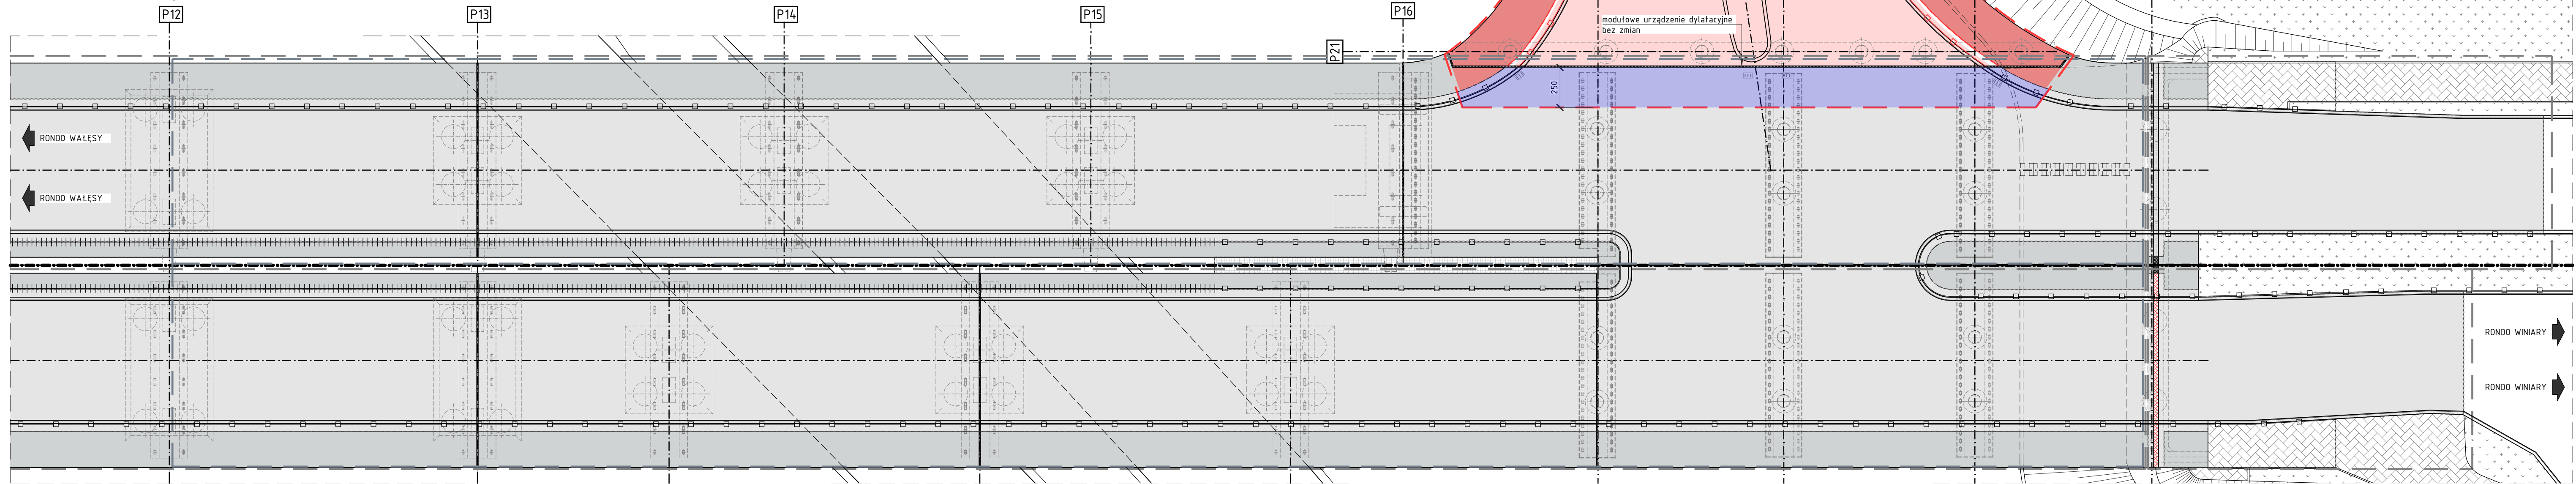 P12
P13
P14
P15
P16
P21
modułowe urządzenie dylatacyjne
bez zmian
250
RONDO WAŁĘSY
RONDO WAŁĘSY
RONDO WINIARY
RONDO WINIARY